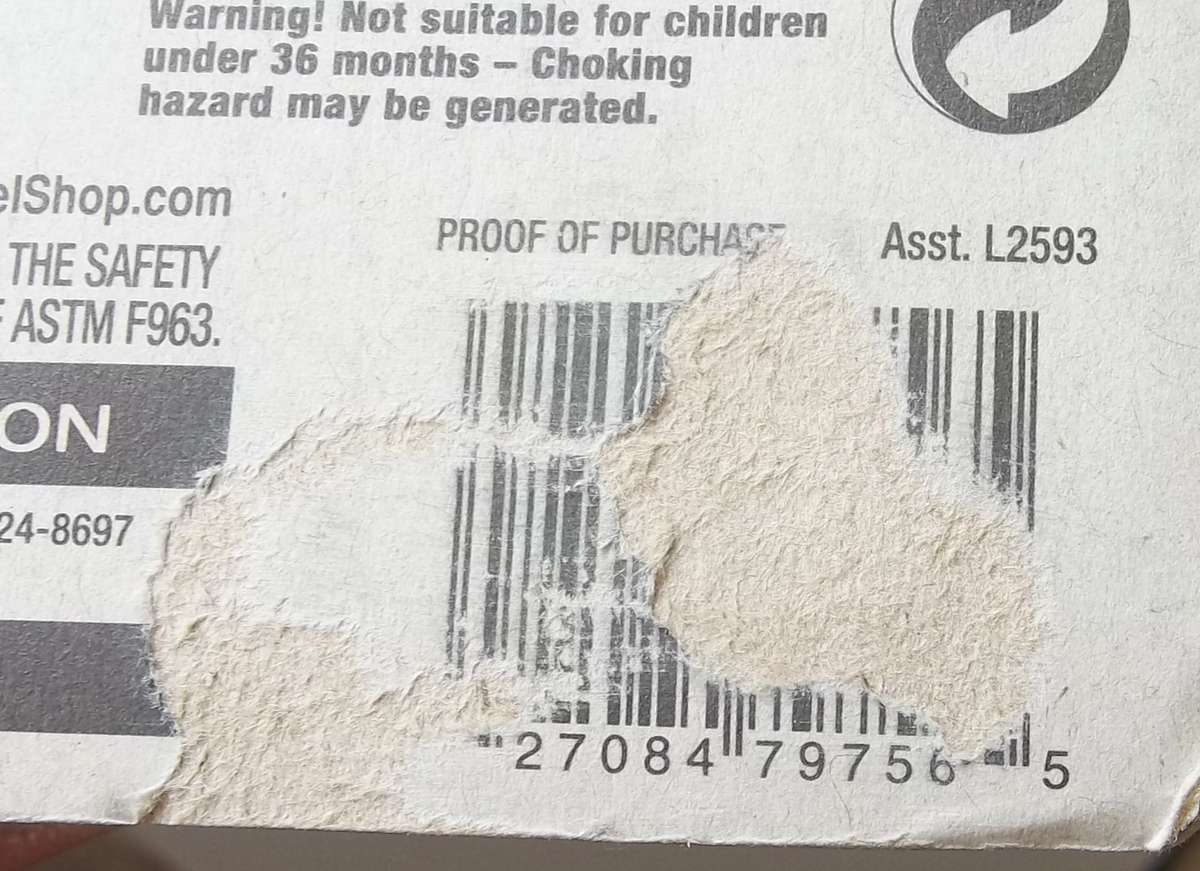 Warning! Not suitable for children
under 36 months – Choking
hazard may be generated.
elShop.com
THE SAFETY
ASTM F963.
PROOF OF PURCHASE
Asst. L2593
ON
24-8697
27084 79756 5